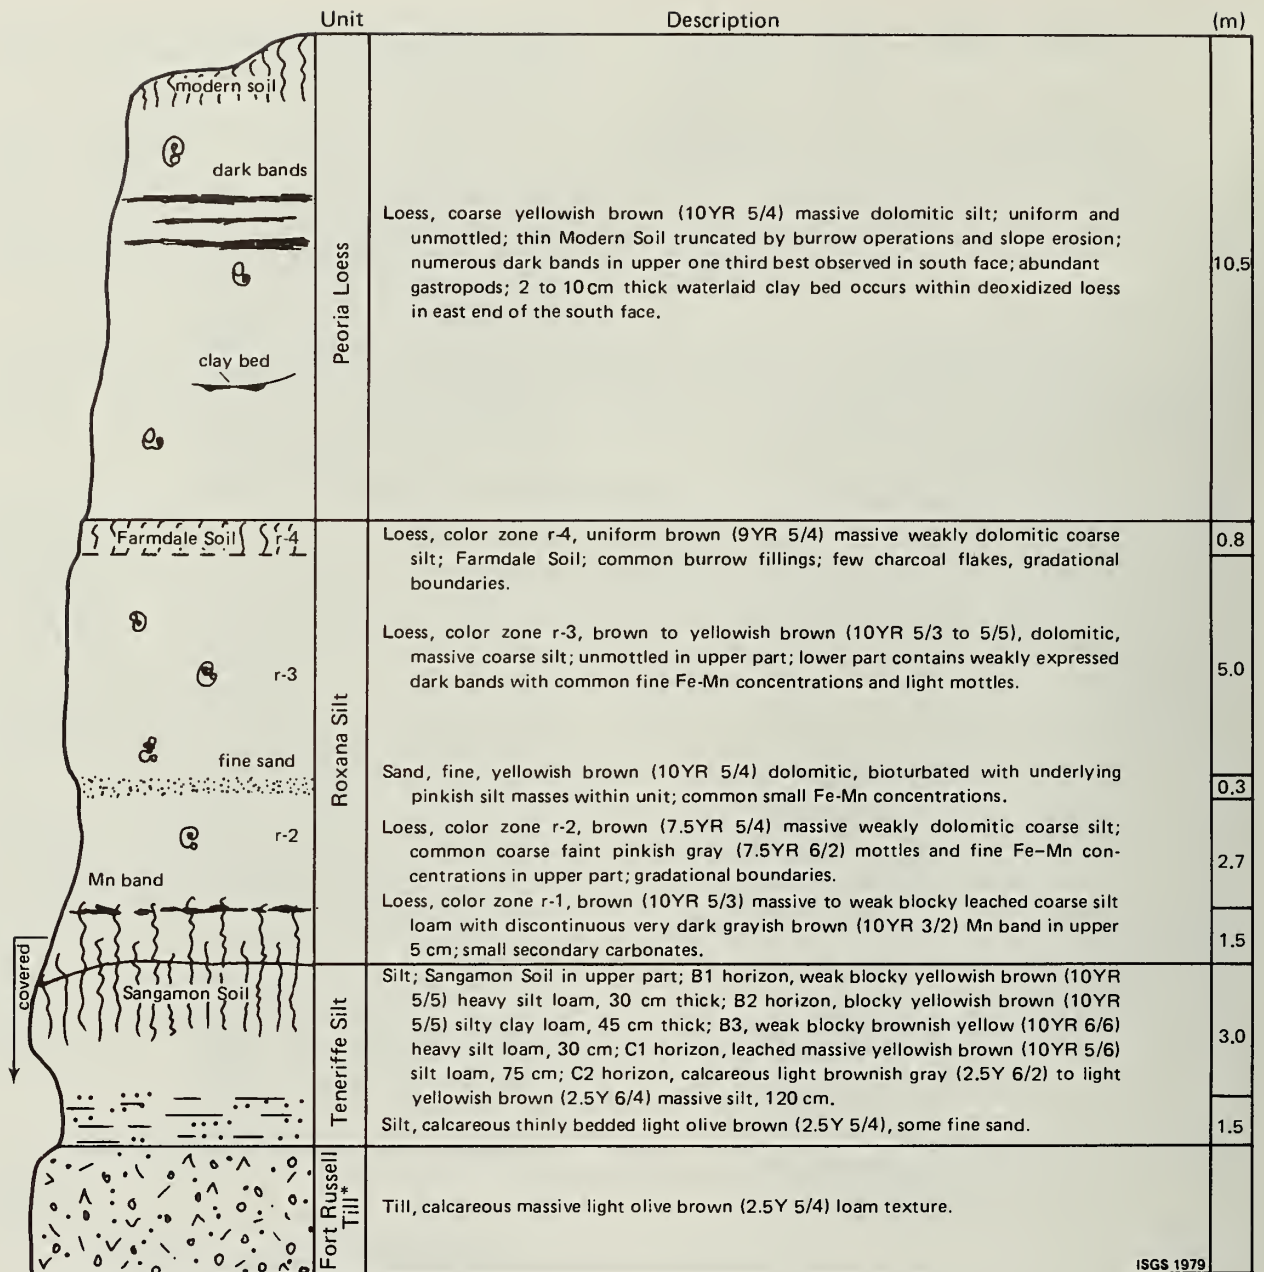 Unit Description (m)
modern soil
dark bands
clay bed
Peoria Loess
Loess, coarse yellowish brown (10YR 5/4) massive dolomitic silt; uniform and
unmottled; thin Modern Soil truncated by burrow operations and slope erosion;
numerous dark bands in upper one third best observed in south face; abundant
gastropods; 2 to 10cm thick waterlaid clay bed occurs within deoxidized loess
in east end of the south face.
10.5
Farmdale Soil r-4
r-3
fine sand
r-2
Mn band
Roxana Silt
Loess, color zone r-4, uniform brown (9YR 5/4) massive weakly dolomitic coarse
silt; Farmdale Soil; common burrow fillings; few charcoal flakes, gradational
boundaries.
0.8
Loess, color zone r-3, brown to yellowish brown (10YR 5/3 to 5/5), dolomitic,
massive coarse silt; unmottled in upper part; lower part contains weakly expressed
dark bands with common fine Fe-Mn concentrations and light mottles.
5.0
Sand, fine, yellowish brown (10YR 5/4) dolomitic, bioturbated with underlying
pinkish silt masses within unit; common small Fe-Mn concentrations.
0.3
Loess, color zone r-2, brown (7.5YR 5/4) massive weakly dolomitic coarse silt;
common coarse faint pinkish gray (7.5YR 6/2) mottles and fine Fe–Mn con-
centrations in upper part; gradational boundaries.
2.7
Loess, color zone r-1, brown (10YR 5/3) massive to weak blocky leached coarse silt
loam with discontinuous very dark grayish brown (10YR 3/2) Mn band in upper
5 cm; small secondary carbonates.
1.5
covered
Sangamon Soil
Teneriffe Silt
Silt; Sangamon Soil in upper part; B1 horizon, weak blocky yellowish brown (10YR
5/5) heavy silt loam, 30 cm thick; B2 horizon, blocky yellowish brown (10YR
5/5) silty clay loam, 45 cm thick; B3, weak blocky brownish yellow (10YR 6/6)
heavy silt loam, 30 cm; C1 horizon, leached massive yellowish brown (10YR 5/6)
silt loam, 75 cm; C2 horizon, calcareous light brownish gray (2.5Y 6/2) to light
yellowish brown (2.5Y 6/4) massive silt, 120 cm.
3.0
Silt, calcareous thinly bedded light olive brown (2.5Y 5/4), some fine sand.
1.5
Fort Russell
Till*
Till, calcareous massive light olive brown (2.5Y 5/4) loam texture.
ISGS 1979